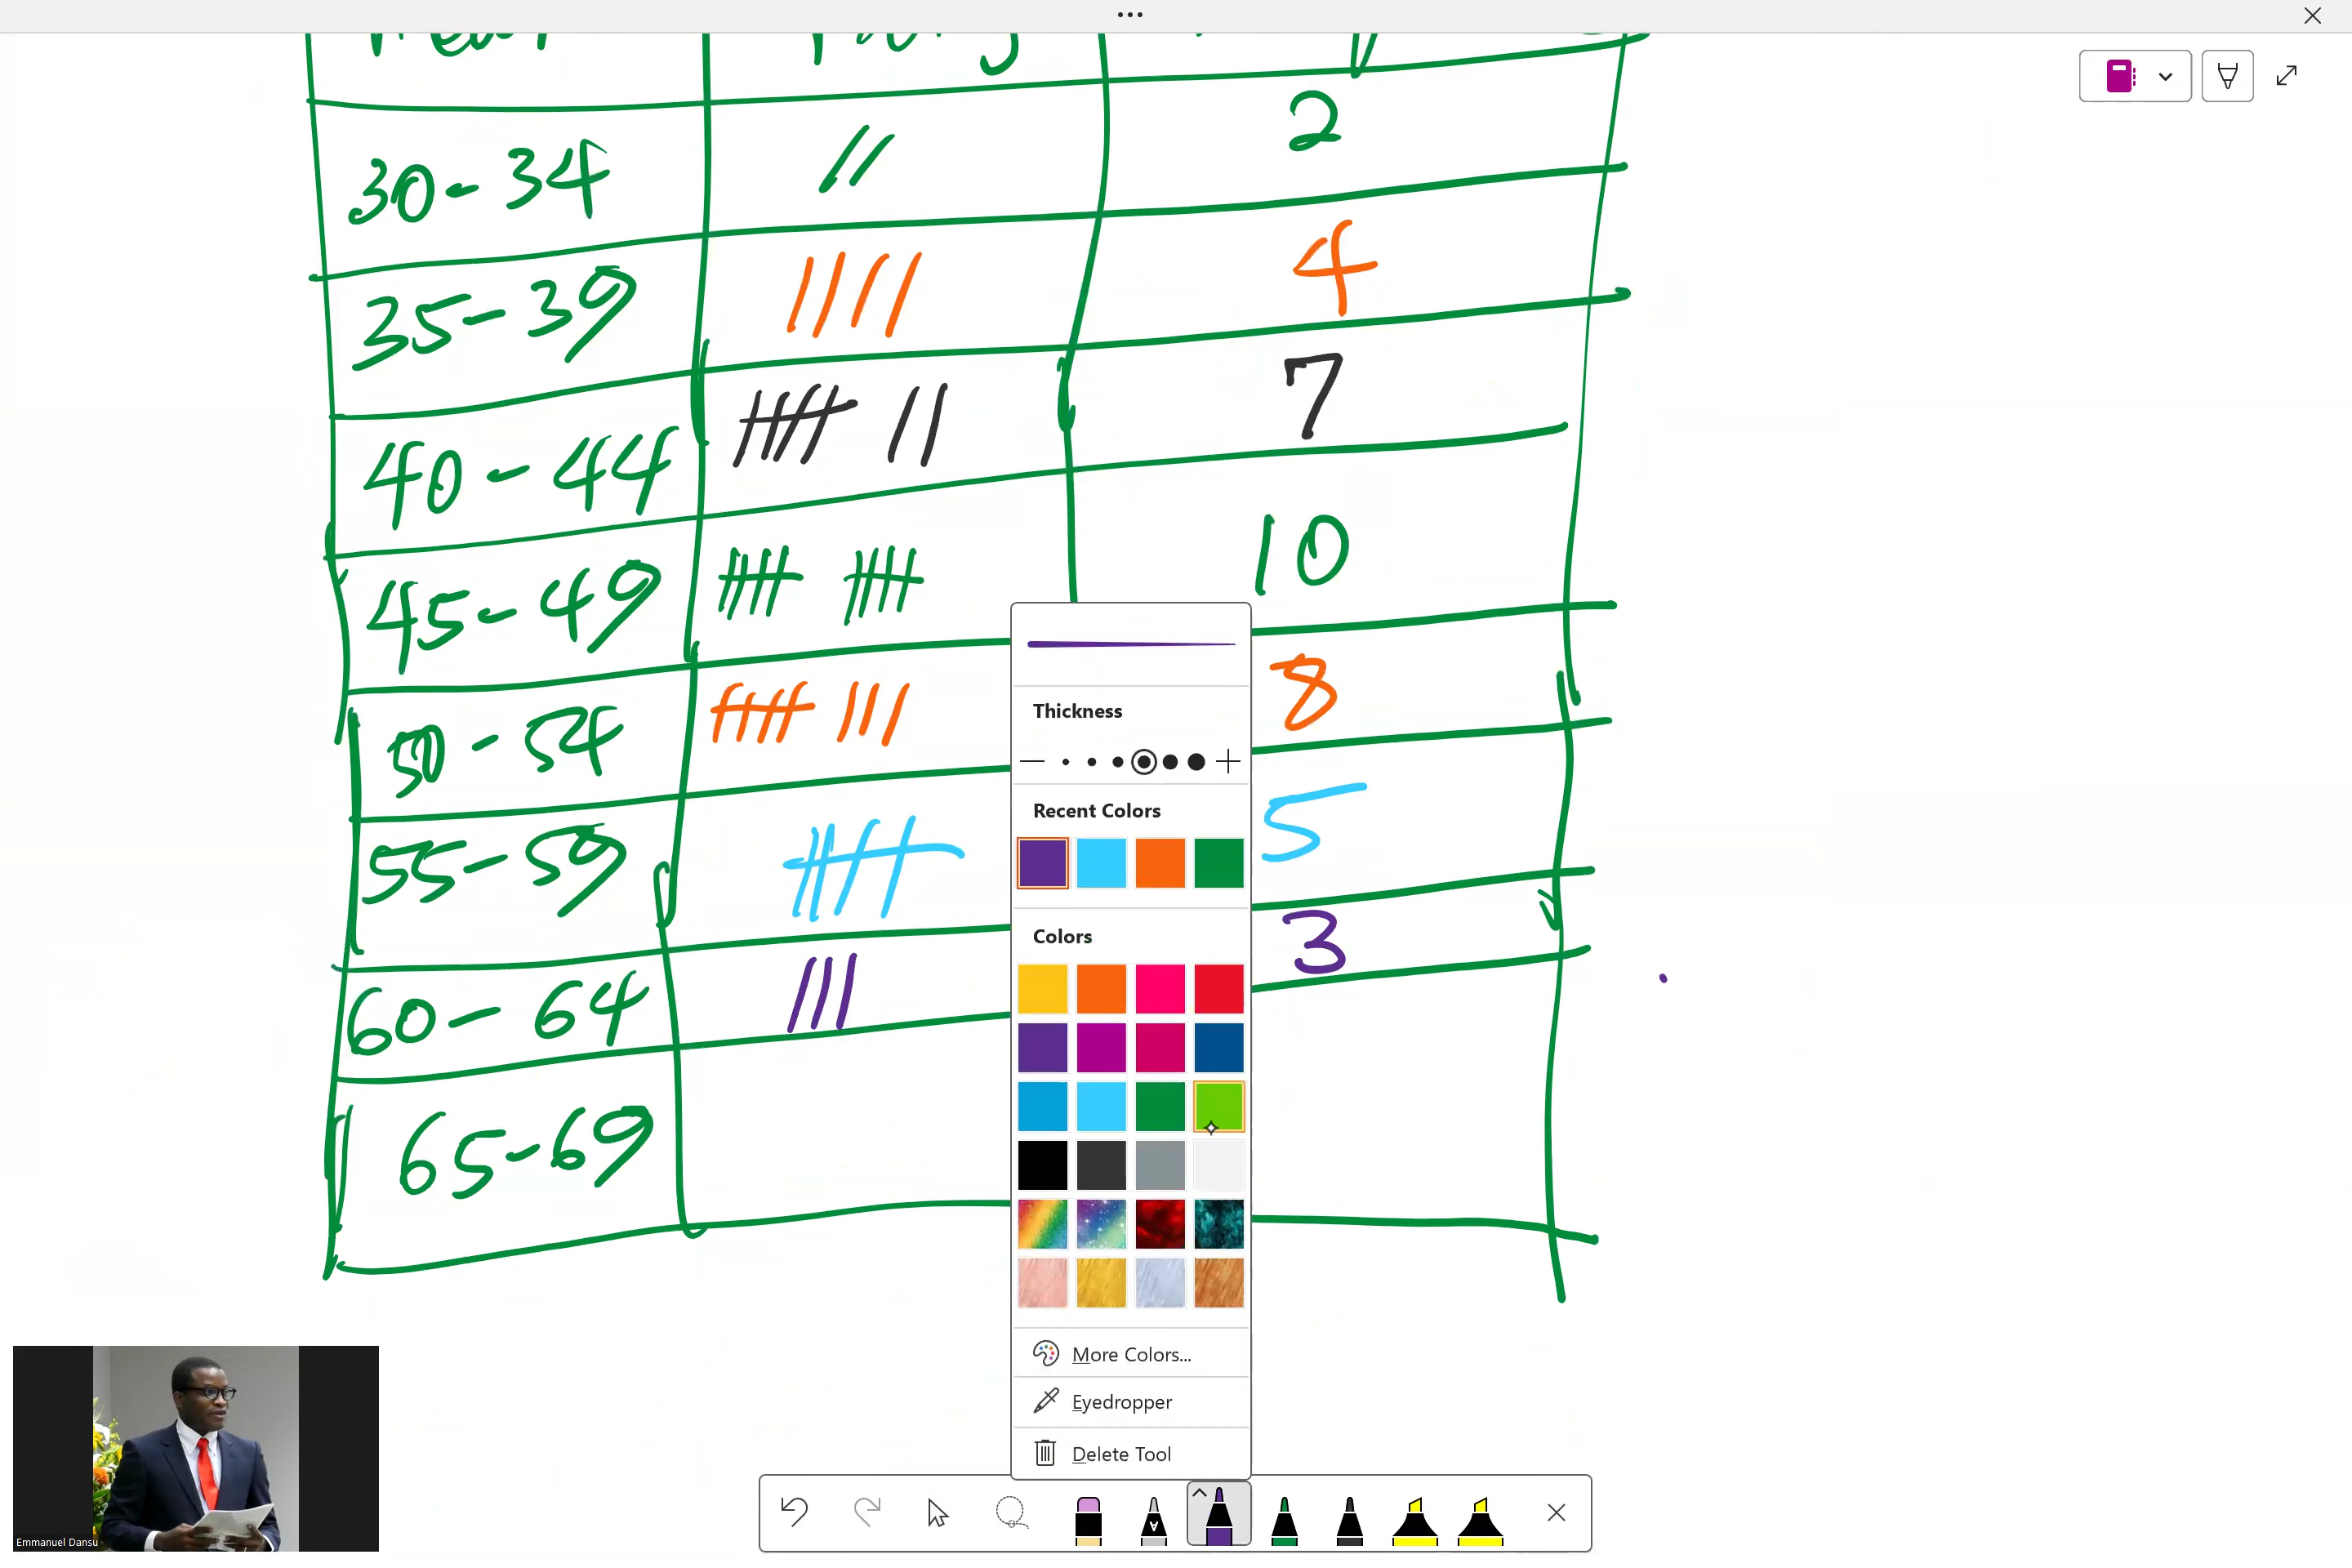 30-34 || 2
35-39 |||| 4
40-44 |||| || 7
45-49 |||| |||| 10
50-54 |||| ||| 8
55-59 |||| 5
60-64 ||| 3
65-69
Thickness
Recent Colors
Colors
More Colors...
Eyedropper
Delete Tool
Emmanuel Dansu